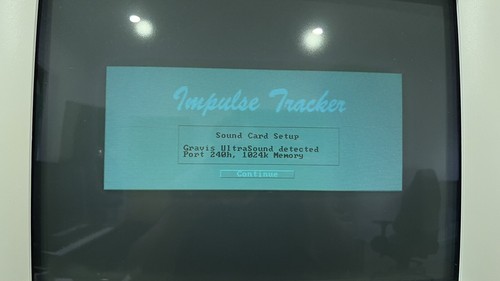 Impulse Tracker
Sound Card Setup
Gravis UltraSound detected
Port 240h, 1024k Memory
Continue